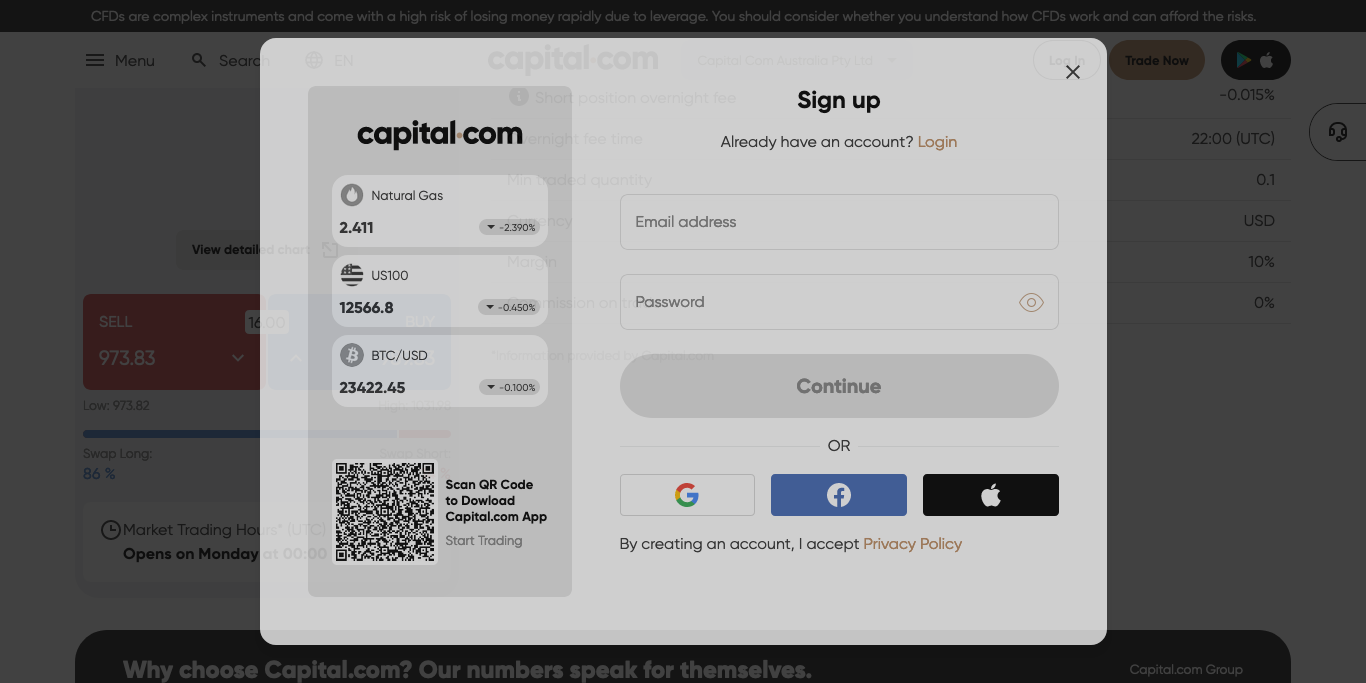 CFDs are complex instruments and come with a high risk of losing money rapidly due to leverage. You should consider whether you understand how CFDs work and can afford the risks.
Menu
Search
EN
capital.com
Capital Com Australia Pty Ltd
Log In
Trade Now
Short position overnight fee
-0.015%
Overnight fee time
22:00 (UTC)
Min traded quantity
0.1
Currency
USD
Margin
10%
Commission on
0%
*Information provided by Capital.com
View detailed chart
SELL
16.00
BUY
973.83
Low: 973.82
Swap Long:
Swap Short:
86 %
Market Trading Hours* (UTC)
Opens on Monday at 00:00
capital.com
Natural Gas
2.411
-2.390%
US100
12566.8
-0.450%
BTC/USD
23422.45
-0.100%
Scan QR Code
to Dowload
Capital.com App
Start Trading
Sign up
Already have an account? Login
Email address
Password
Continue
OR
By creating an account, I accept Privacy Policy
Why choose Capital.com? Our numbers speak for themselves.
Capital.com Group